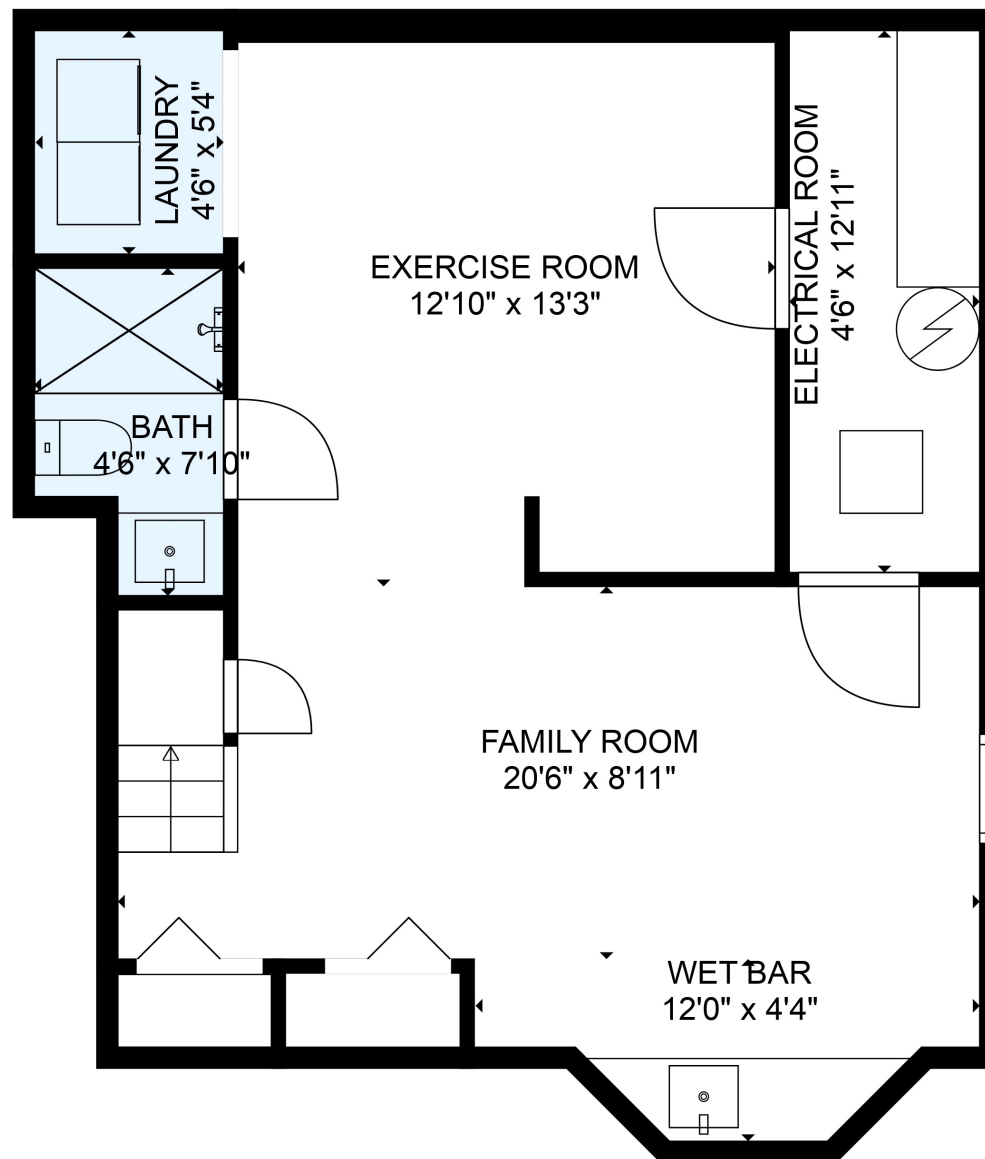 LAUNDRY
4'6" x 5'4"
EXERCISE ROOM
12'10" x 13'3"
ELECTRICAL ROOM
4'6" x 12'11"
BATH
4'6" x 7'10"
FAMILY ROOM
20'6" x 8'11"
WET BAR
12'0" x 4'4"